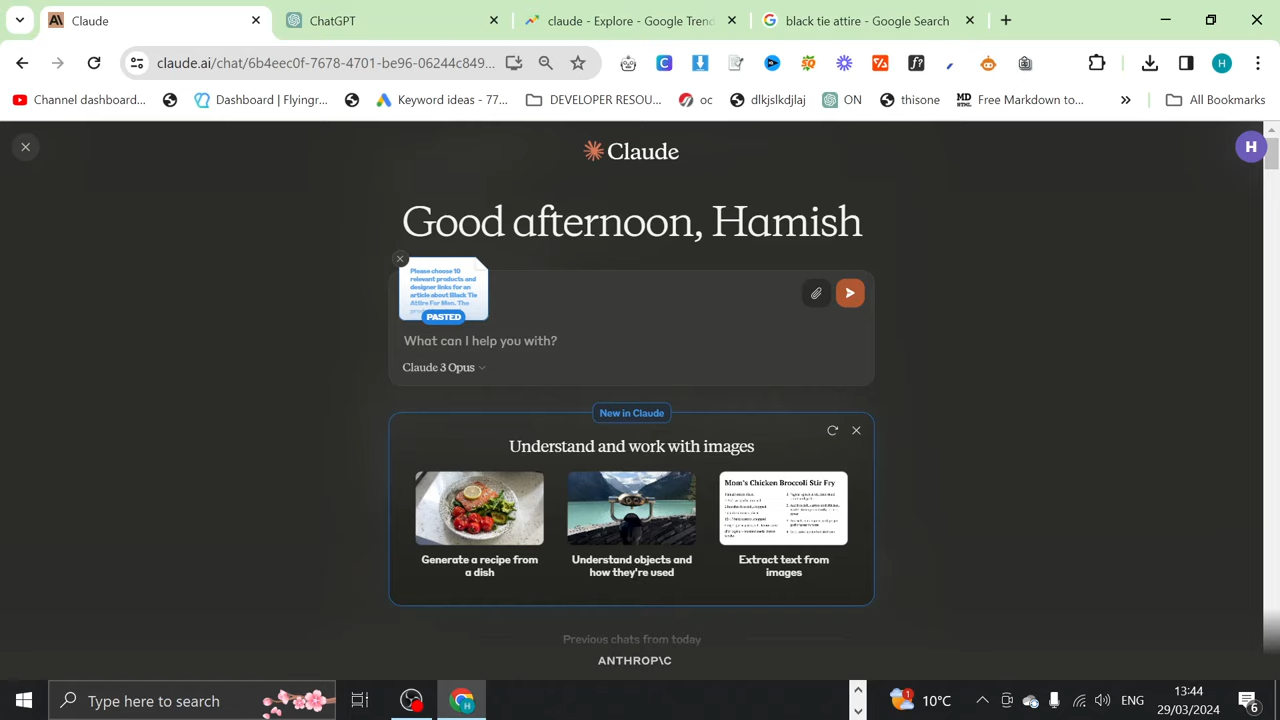 Claude
ChatGPT
claude - Explore - Google Trend
black tie attire - Google Search
claude.ai/chat/6b4eec0f-7678-4701-be96-06244c849...
H
Channel dashboard...
Dashboard | Flyingr...
Keyword ideas - 77...
DEVELOPER RESOU...
oc
dlkjslkdjlaj
ON
thisone
MD
HTML
Free Markdown to...
»
All Bookmarks
Claude
H
Good afternoon, Hamish
Please choose 10
relevant products and
designer links for an
article about Black Tie
Attire For Men. The
PASTED
What can I help you with?
Claude 3 Opus
New in Claude
Understand and work with images
Mom's Chicken Broccoli Stir Fry
Generate a recipe from
a dish
Understand objects and
how they're used
Extract text from
images
Previous chats from today
ANTHROP\C
Type here to search
H
1
10°C
ENG
13:44
29/03/2024
6